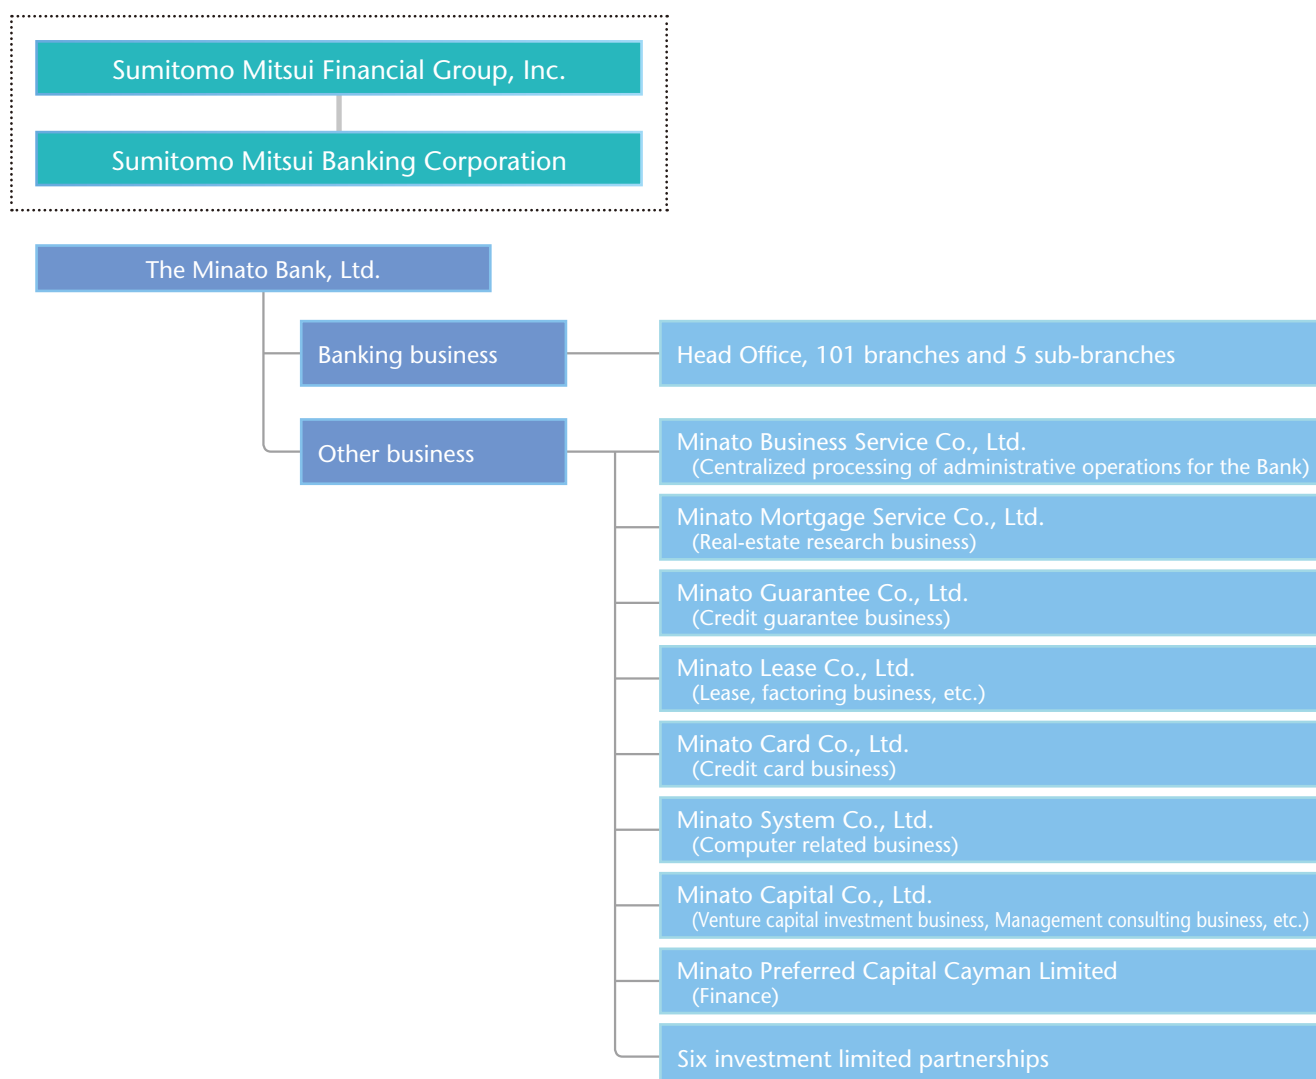 Sumitomo Mitsui Financial Group, Inc.
Sumitomo Mitsui Banking Corporation
The Minato Bank, Ltd.
Banking business
Head Office, 101 branches and 5 sub-branches
Other business
Minato Business Service Co., Ltd.
(Centralized processing of administrative operations for the Bank)
Minato Mortgage Service Co., Ltd.
(Real-estate research business)
Minato Guarantee Co., Ltd.
(Credit guarantee business)
Minato Lease Co., Ltd.
(Lease, factoring business, etc.)
Minato Card Co., Ltd.
(Credit card business)
Minato System Co., Ltd.
(Computer related business)
Minato Capital Co., Ltd.
(Venture capital investment business, Management consulting business, etc.)
Minato Preferred Capital Cayman Limited
(Finance)
Six investment limited partnerships